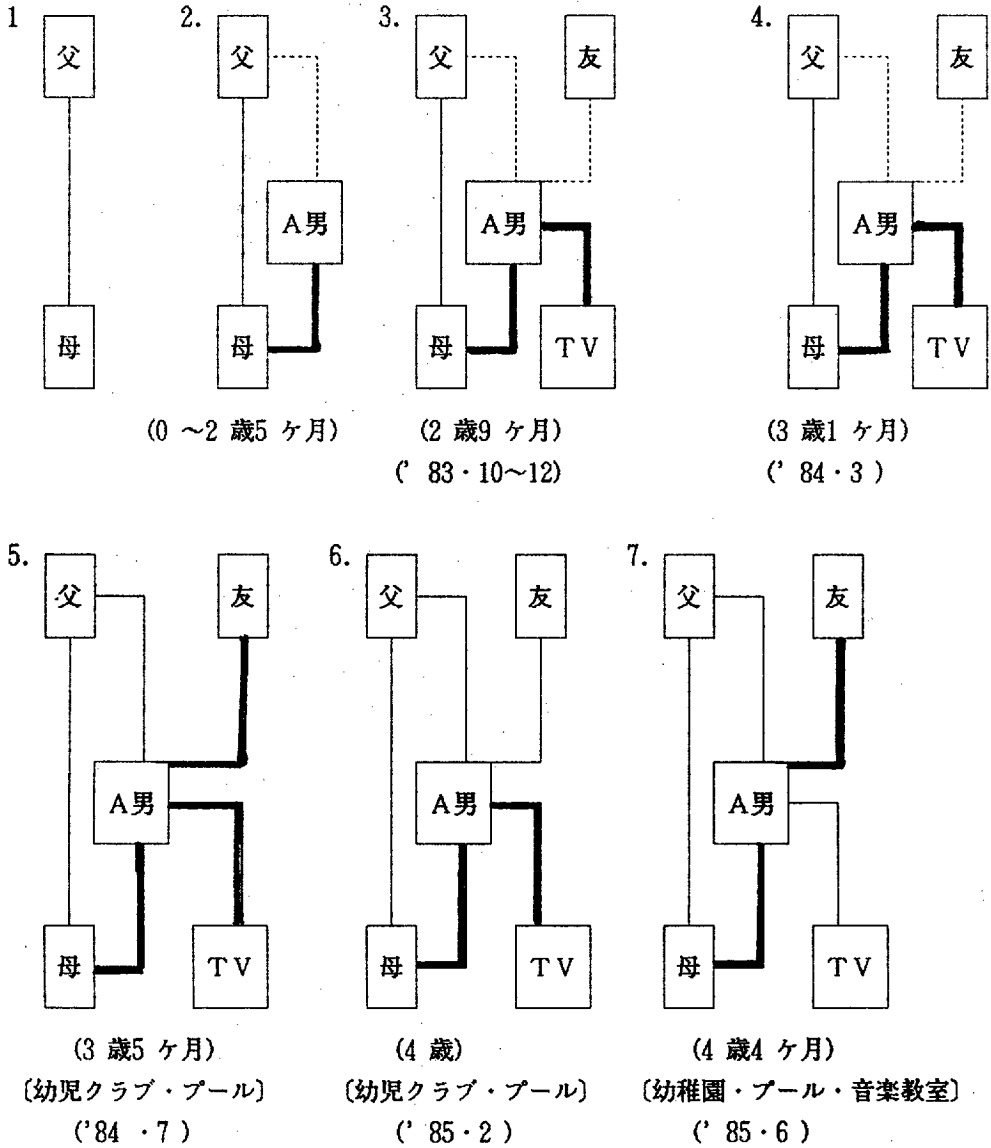 1
2.
3.
4.
父
父
父
友
父
友
A男
A男
A男
母
母
母
TV
母
TV
(0 ~2 歳5 ケ月)
(2 歳9 ケ月)
(3 歳1 ケ月)
(' 83・10~12)
(' 84・3 )
5.
6.
7.
父
友
父
友
父
友
A男
A男
A男
母
TV
母
TV
母
TV
(3 歳5 ケ月)
(4 歳)
(4 歳4 ケ月)
〔幼児クラブ・プール〕
〔幼児クラブ・プール〕
〔幼稚園・プール・音楽教室〕
('84 ・7 )
(' 85・2 )
(' 85・6 )